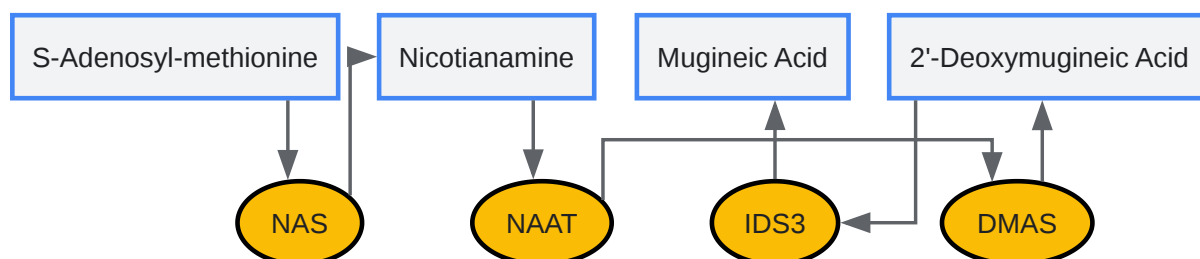 S-Adenosyl-methionine
Nicotianamine
Mugineic Acid
2'-Deoxymugineic Acid
NAS
NAAT
IDS3
DMAS